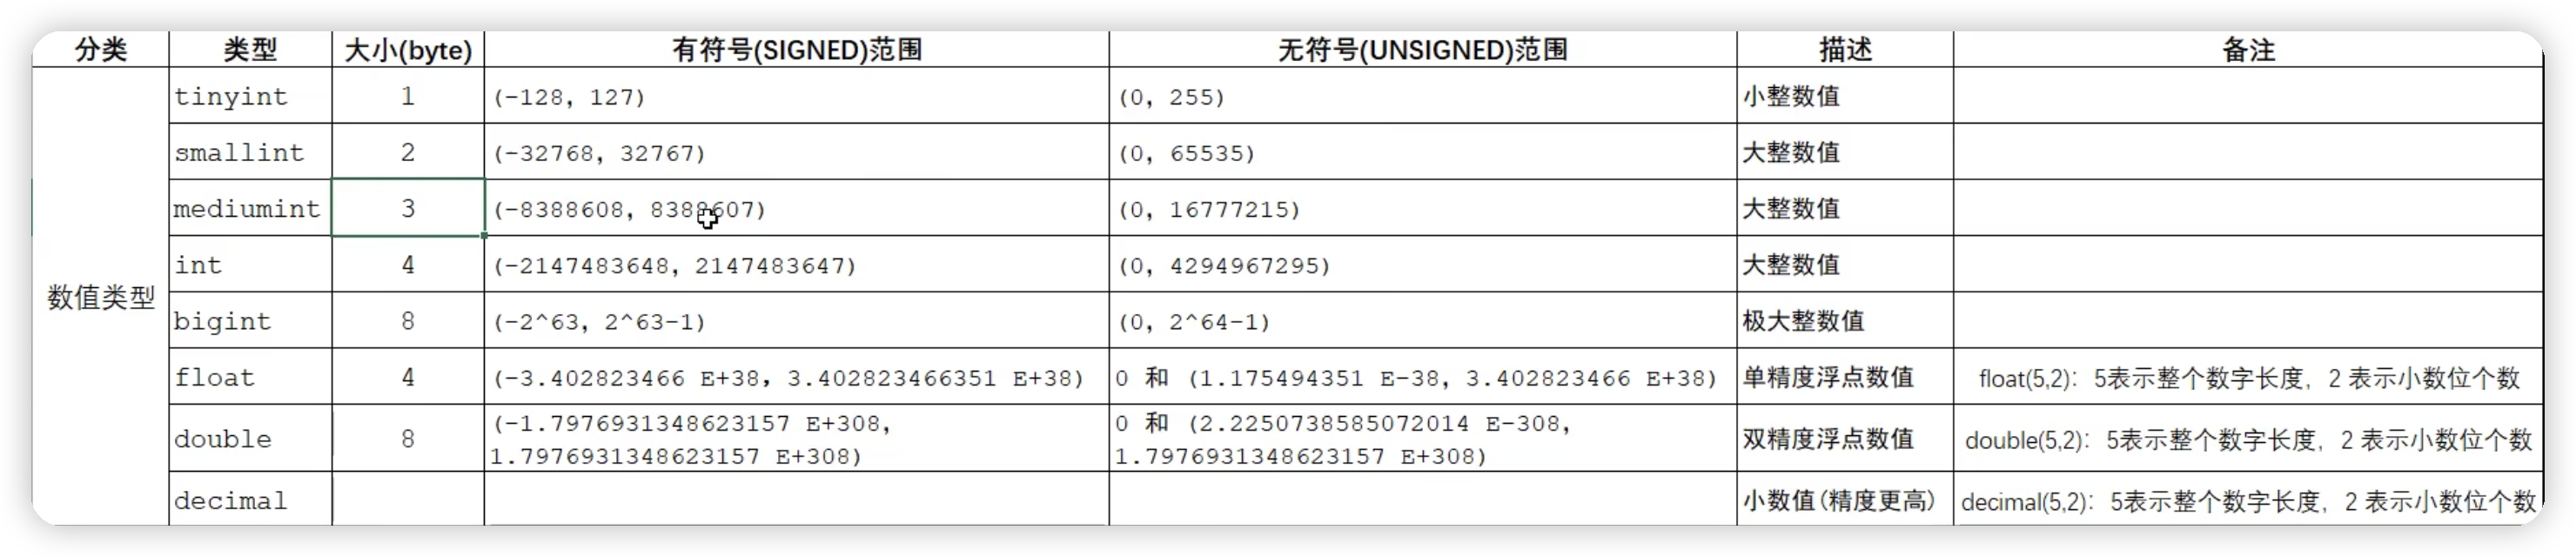 分类 类型 大小(byte) 有符号(SIGNED)范围 无符号(UNSIGNED)范围 描述 备注
数值类型
tinyint 1 (-128, 127) (0, 255) 小整数值
smallint 2 (-32768, 32767) (0, 65535) 大整数值
mediumint 3 (-8388608, 8388607) (0, 16777215) 大整数值
int 4 (-2147483648, 2147483647) (0, 4294967295) 大整数值
bigint 8 (-2^63, 2^63-1) (0, 2^64-1) 极大整数值
float 4 (-3.402823466 E+38, 3.402823466351 E+38) 0 和 (1.175494351 E-38, 3.402823466 E+38) 单精度浮点数值 float(5,2)：5表示整个数字长度，2 表示小数位个数
double 8 (-1.7976931348623157 E+308,
1.7976931348623157 E+308) 0 和 (2.2250738585072014 E-308,
1.7976931348623157 E+308) 双精度浮点数值 double(5,2)：5表示整个数字长度，2 表示小数位个数
decimal 小数值(精度更高) decimal(5,2)：5表示整个数字长度，2 表示小数位个数